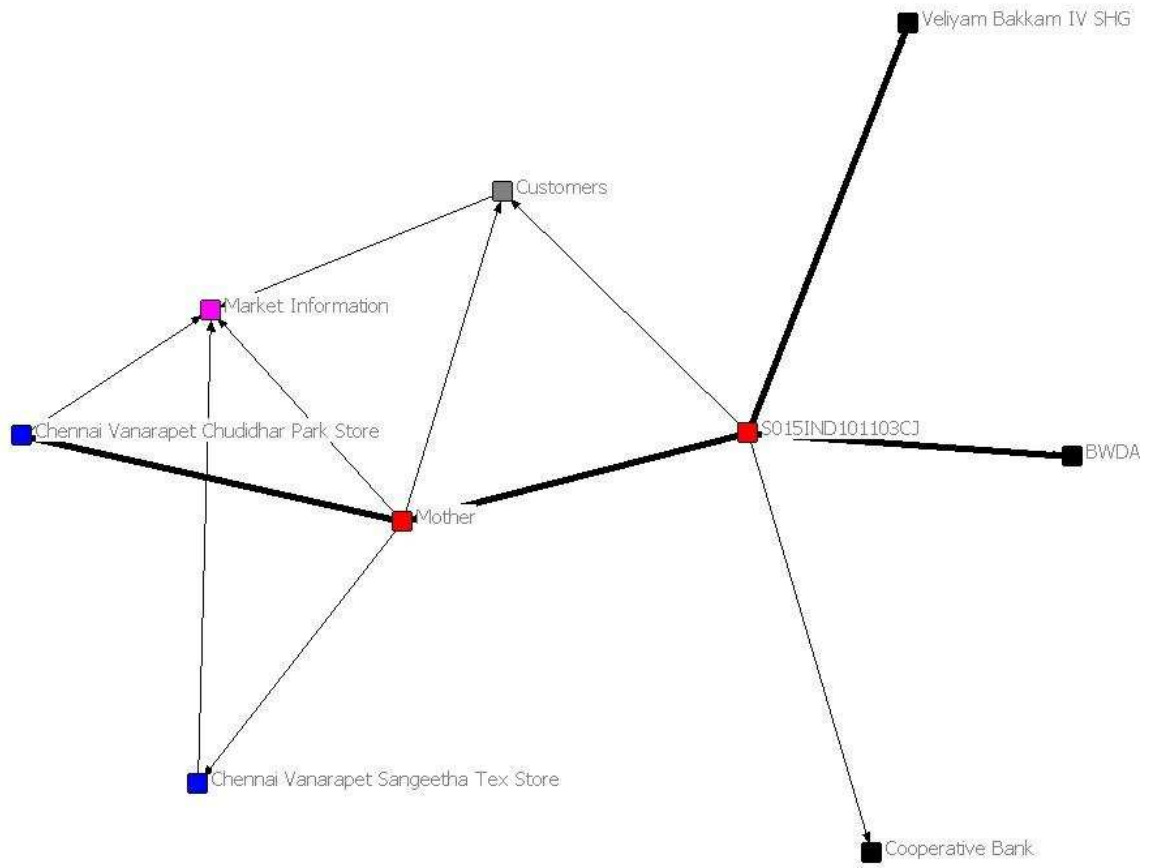 Veliyam Bakkam IV SHG
Customers
Market Information
Chennai Vanarapet Chudidhar Park Store
S015IND101103CJ
BWDA
Mother
Chennai Vanarapet Sangeetha Tex Store
Cooperative Bank